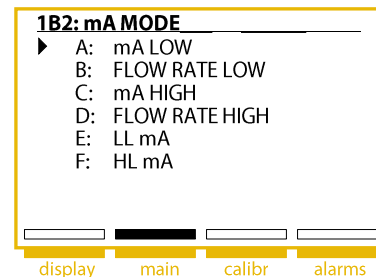 1B2: mA MODE
A: mA LOW
B: FLOW RATE LOW
C: mA HIGH
D: FLOW RATE HIGH
E: LL mA
F: HL mA
display main calibr alarms